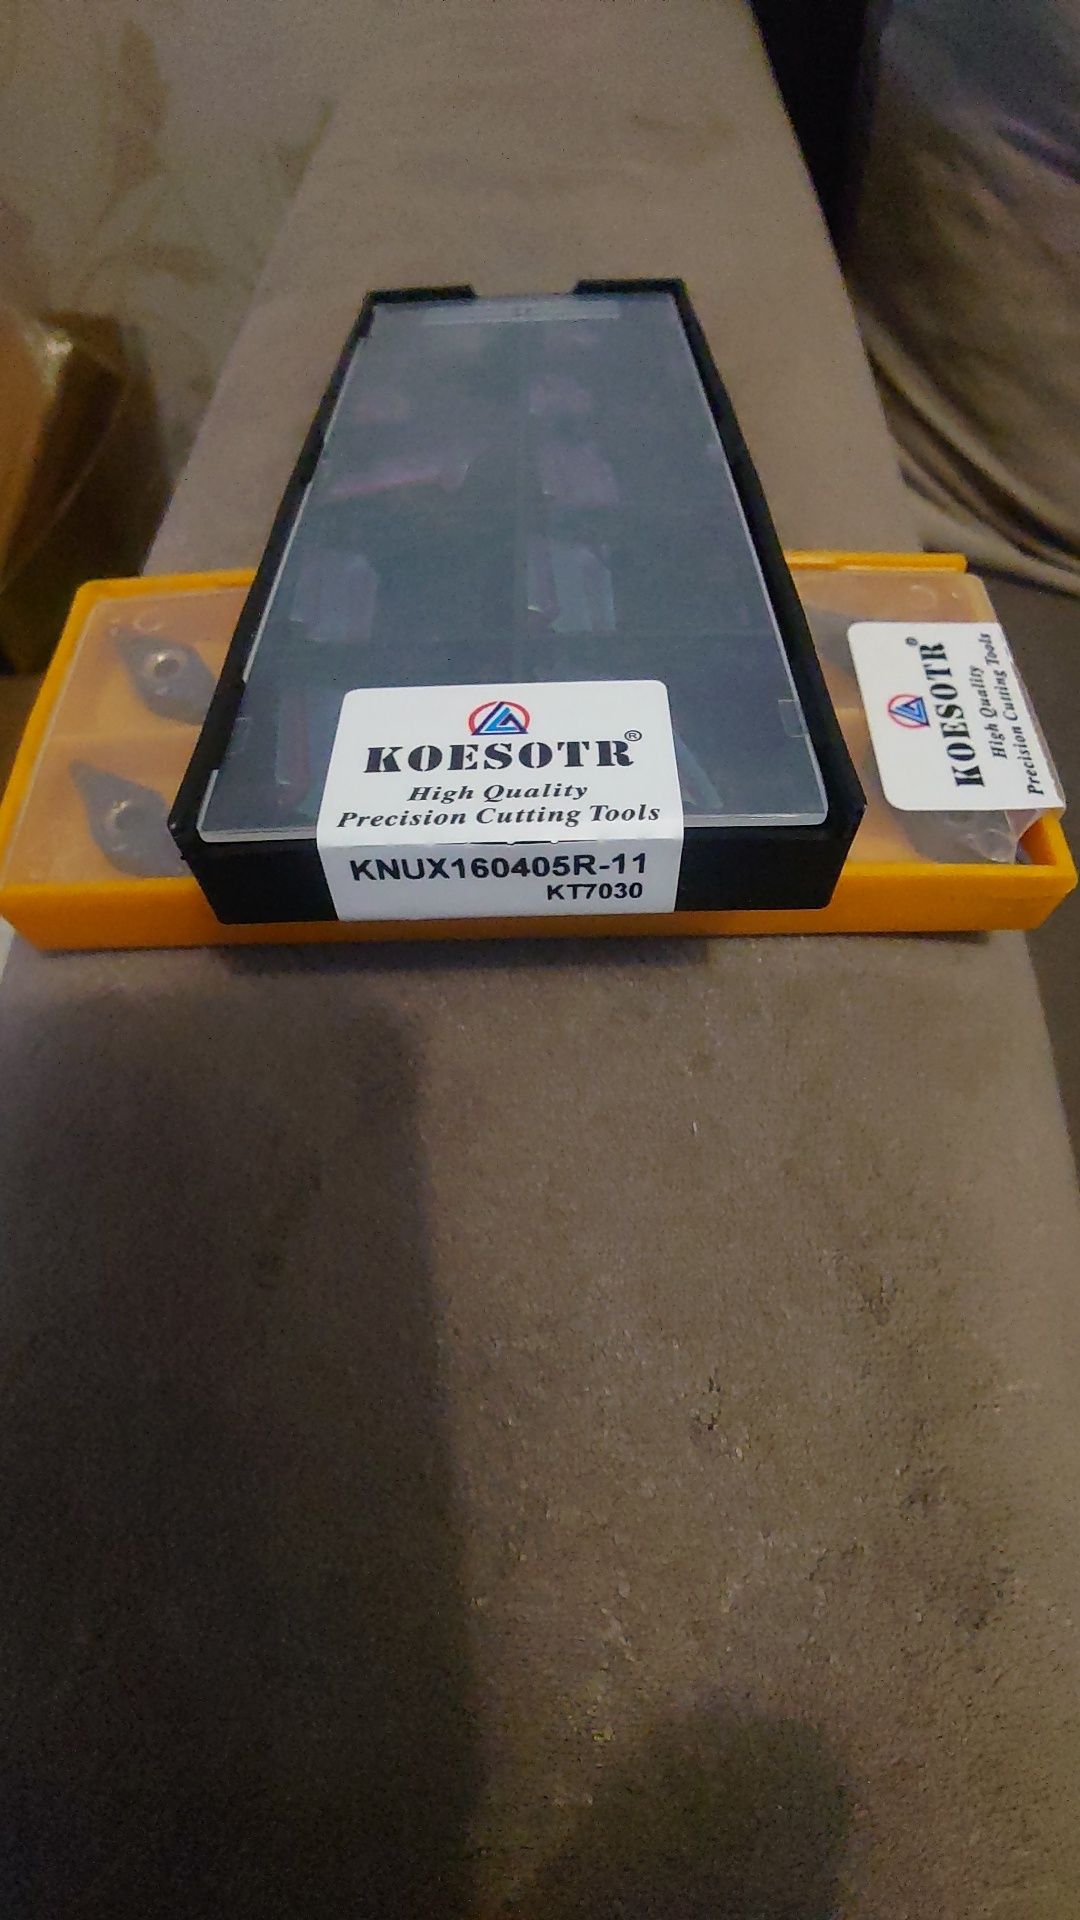 KOESOTR®
High Quality
Precision Cutting Tools
KNUX160405R-11
KT7030
KOESOTR®
High Quality
Precision Cutting Tools